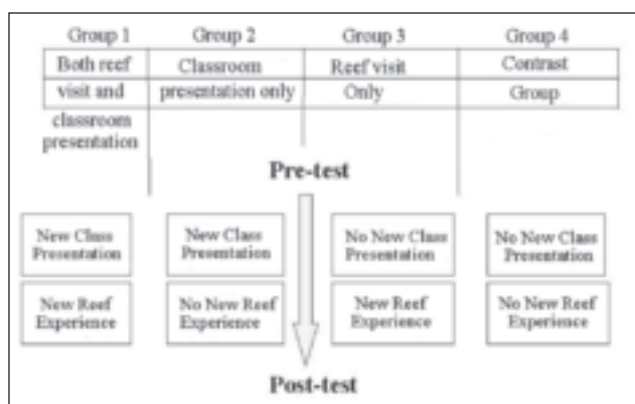 Group 1 Group 2 Group 3 Group 4
Both reef Classroom Reef visit Contrast
visit and presentation only Only Group
classroom
presentation
Pre-test
New Class New Class No New Class No New Class
Presentation Presentation Presentation Presentation
New Reef No New Reef New Reef No New Reef
Experience Experience Experience Experience
Post-test